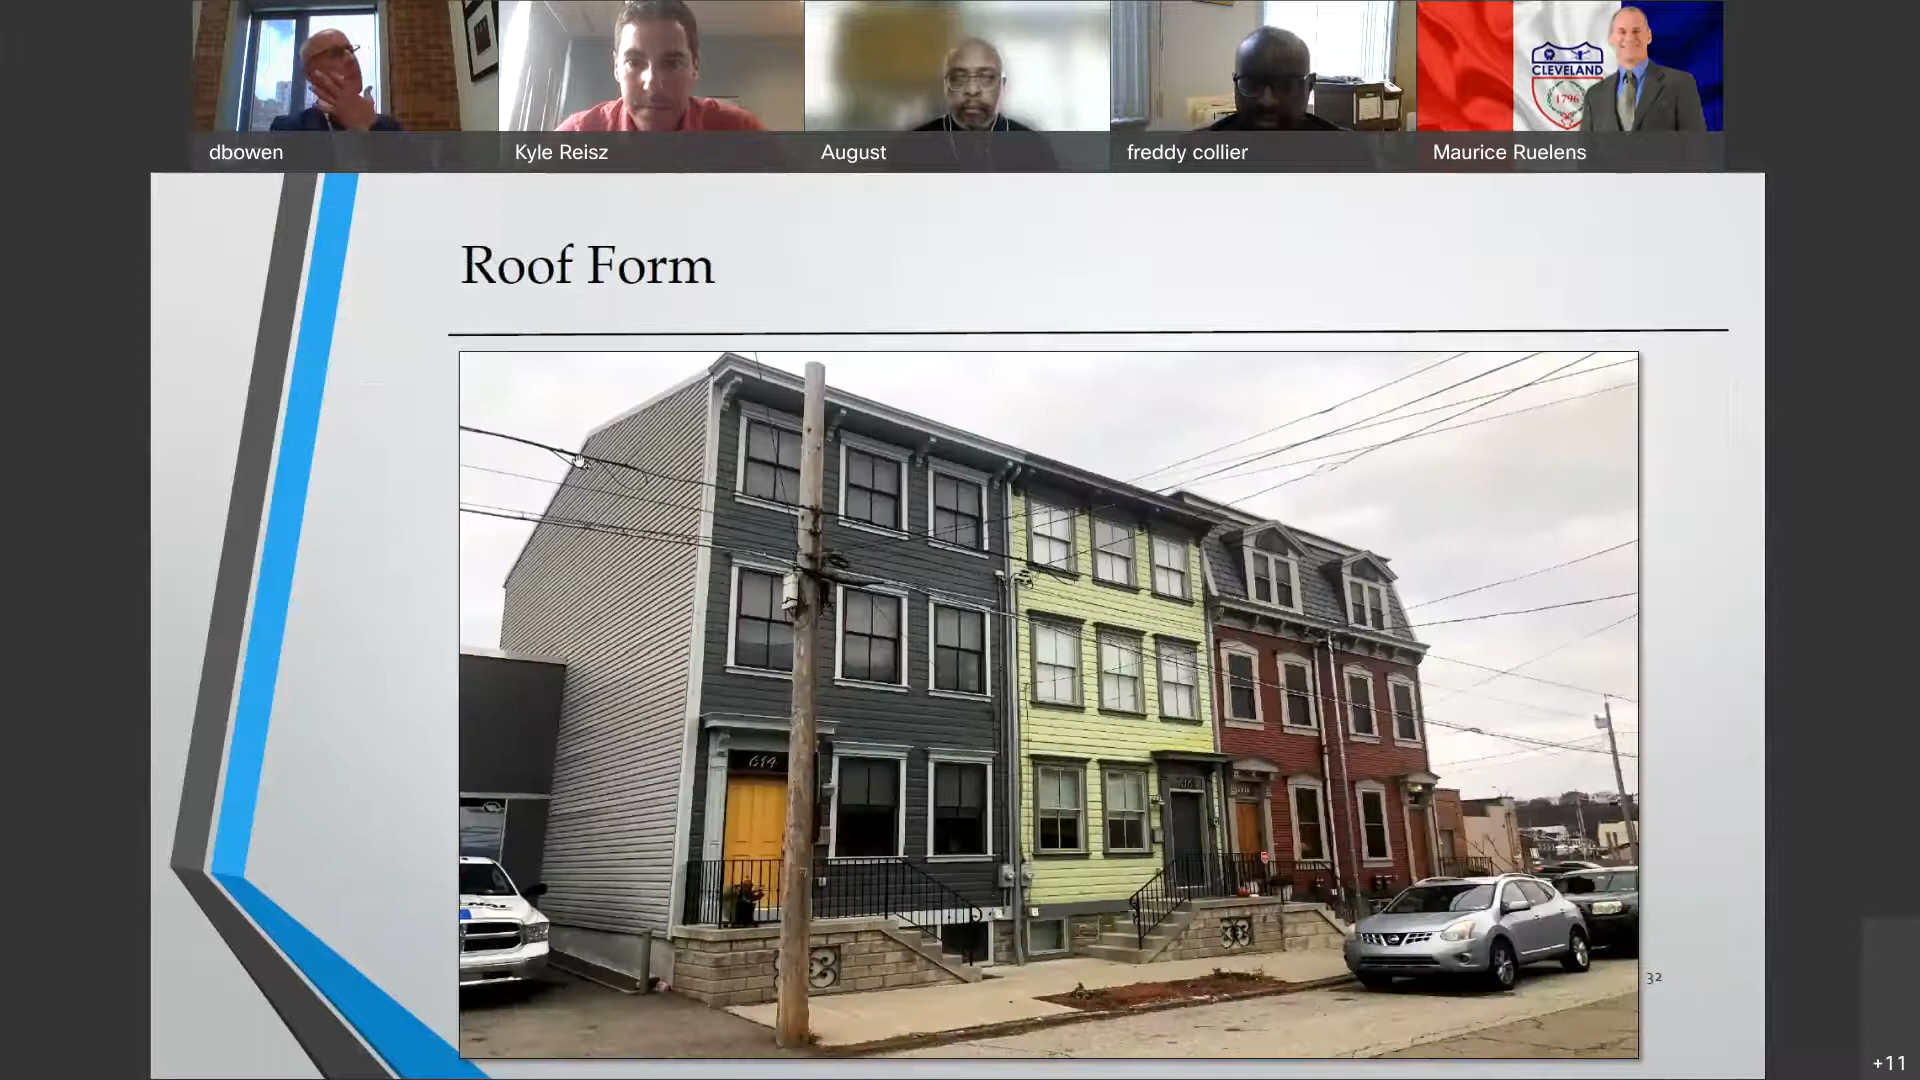 dbowen
Kyle Reisz
August
freddy collier
Maurice Ruelens
CLEVELAND
1796
Roof Form
614
32
+11